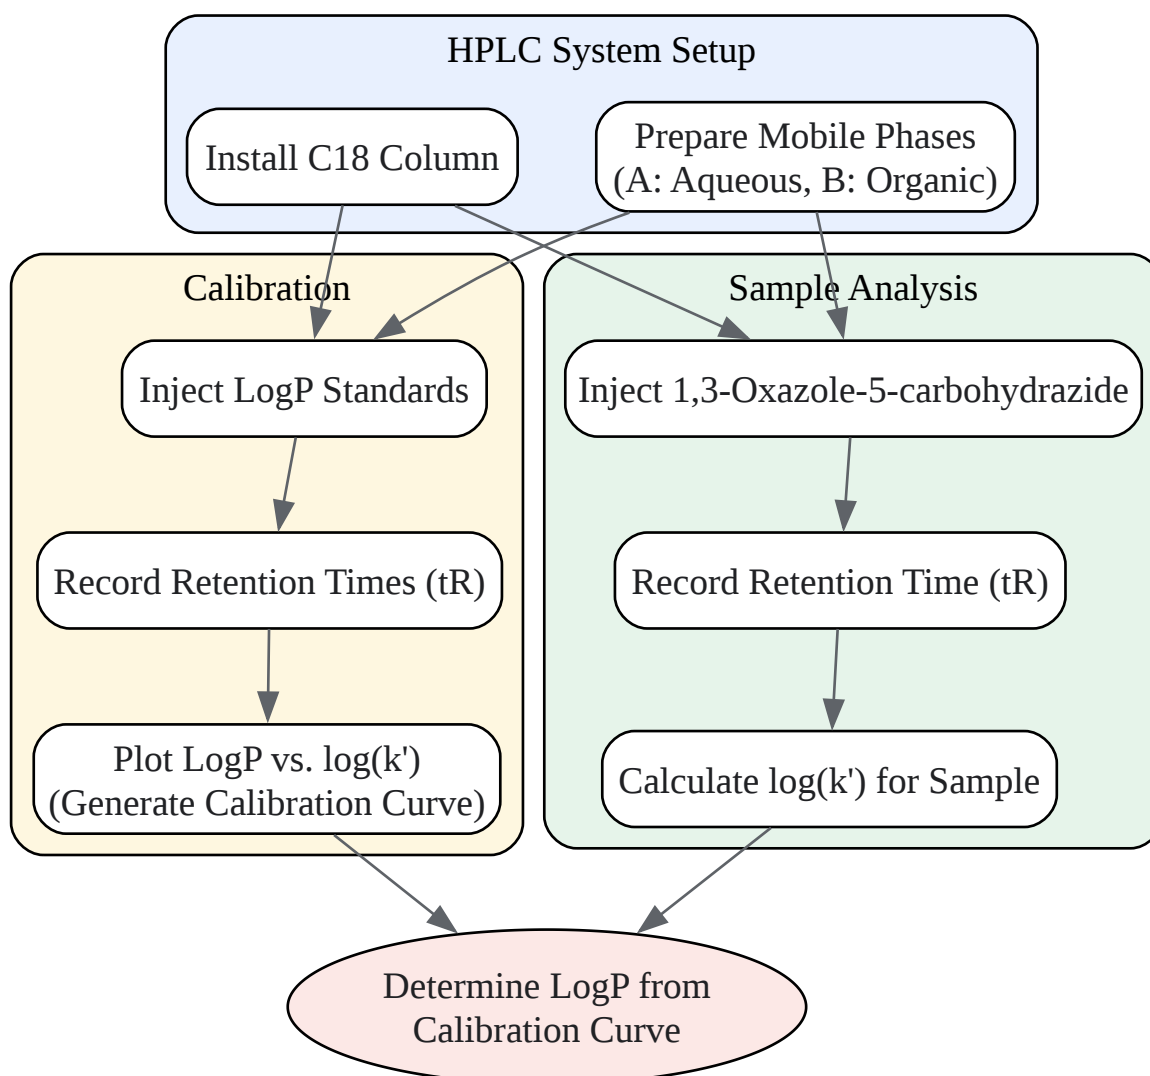 HPLC System Setup
Install C18 Column
Prepare Mobile Phases
(A: Aqueous, B: Organic)
Calibration
Inject LogP Standards
Record Retention Times (tR)
Plot LogP vs. log(k')
(Generate Calibration Curve)
Sample Analysis
Inject 1,3-Oxazole-5-carbohydrazide
Record Retention Time (tR)
Calculate log(k') for Sample
Determine LogP from
Calibration Curve